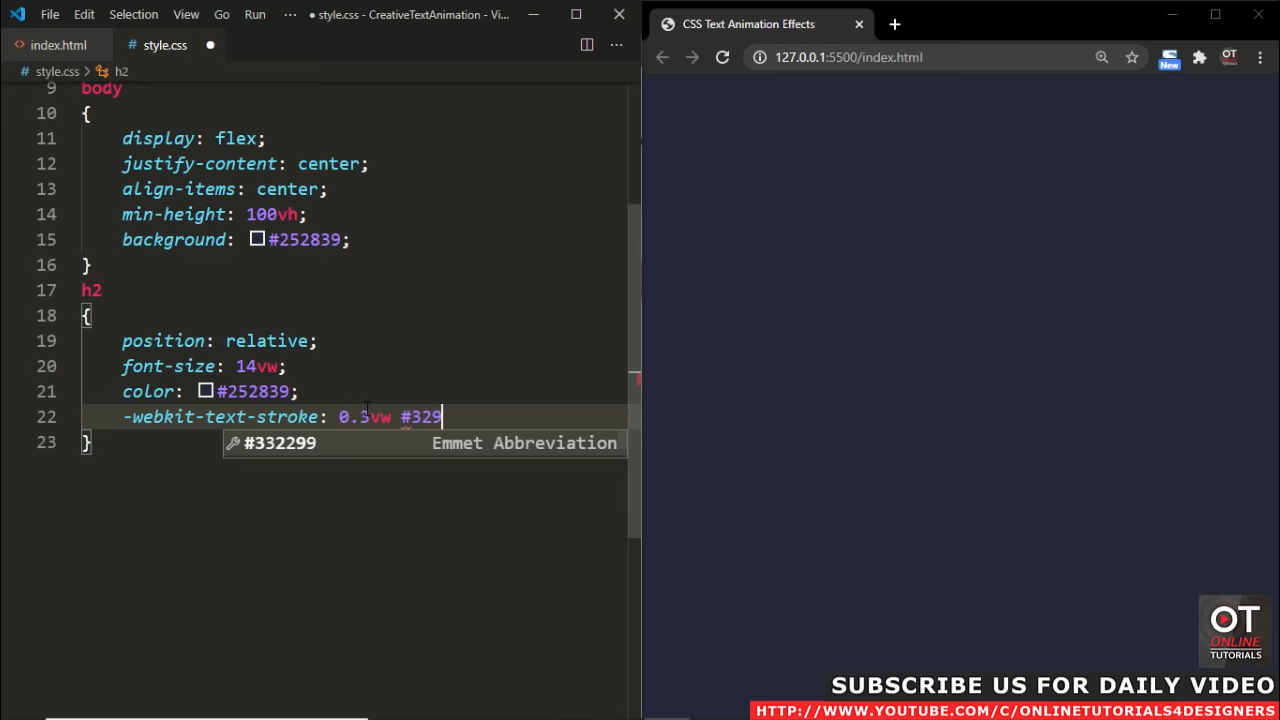 File Edit Selection View Go Run ··· ● style.css - CreativeTextAnimation - Vi...
index.html # style.css ●
# style.css > h2
9 body
10 {
11 display: flex;
12 justify-content: center;
13 align-items: center;
14 min-height: 100vh;
15 background: #252839;
16 }
17 h2
18 {
19 position: relative;
20 font-size: 14vw;
21 color: #252839;
22 -webkit-text-stroke: 0.3vw #329
#332299 Emmet Abbreviation
23 }
CSS Text Animation Effects
127.0.0.1:5500/index.html
New
OT
ONLINE
TUTORIALS
SUBSCRIBE US FOR DAILY VIDEO
HTTP://WWW.YOUTUBE.COM/C/ONLINETUTORIALS4DESIGNERS